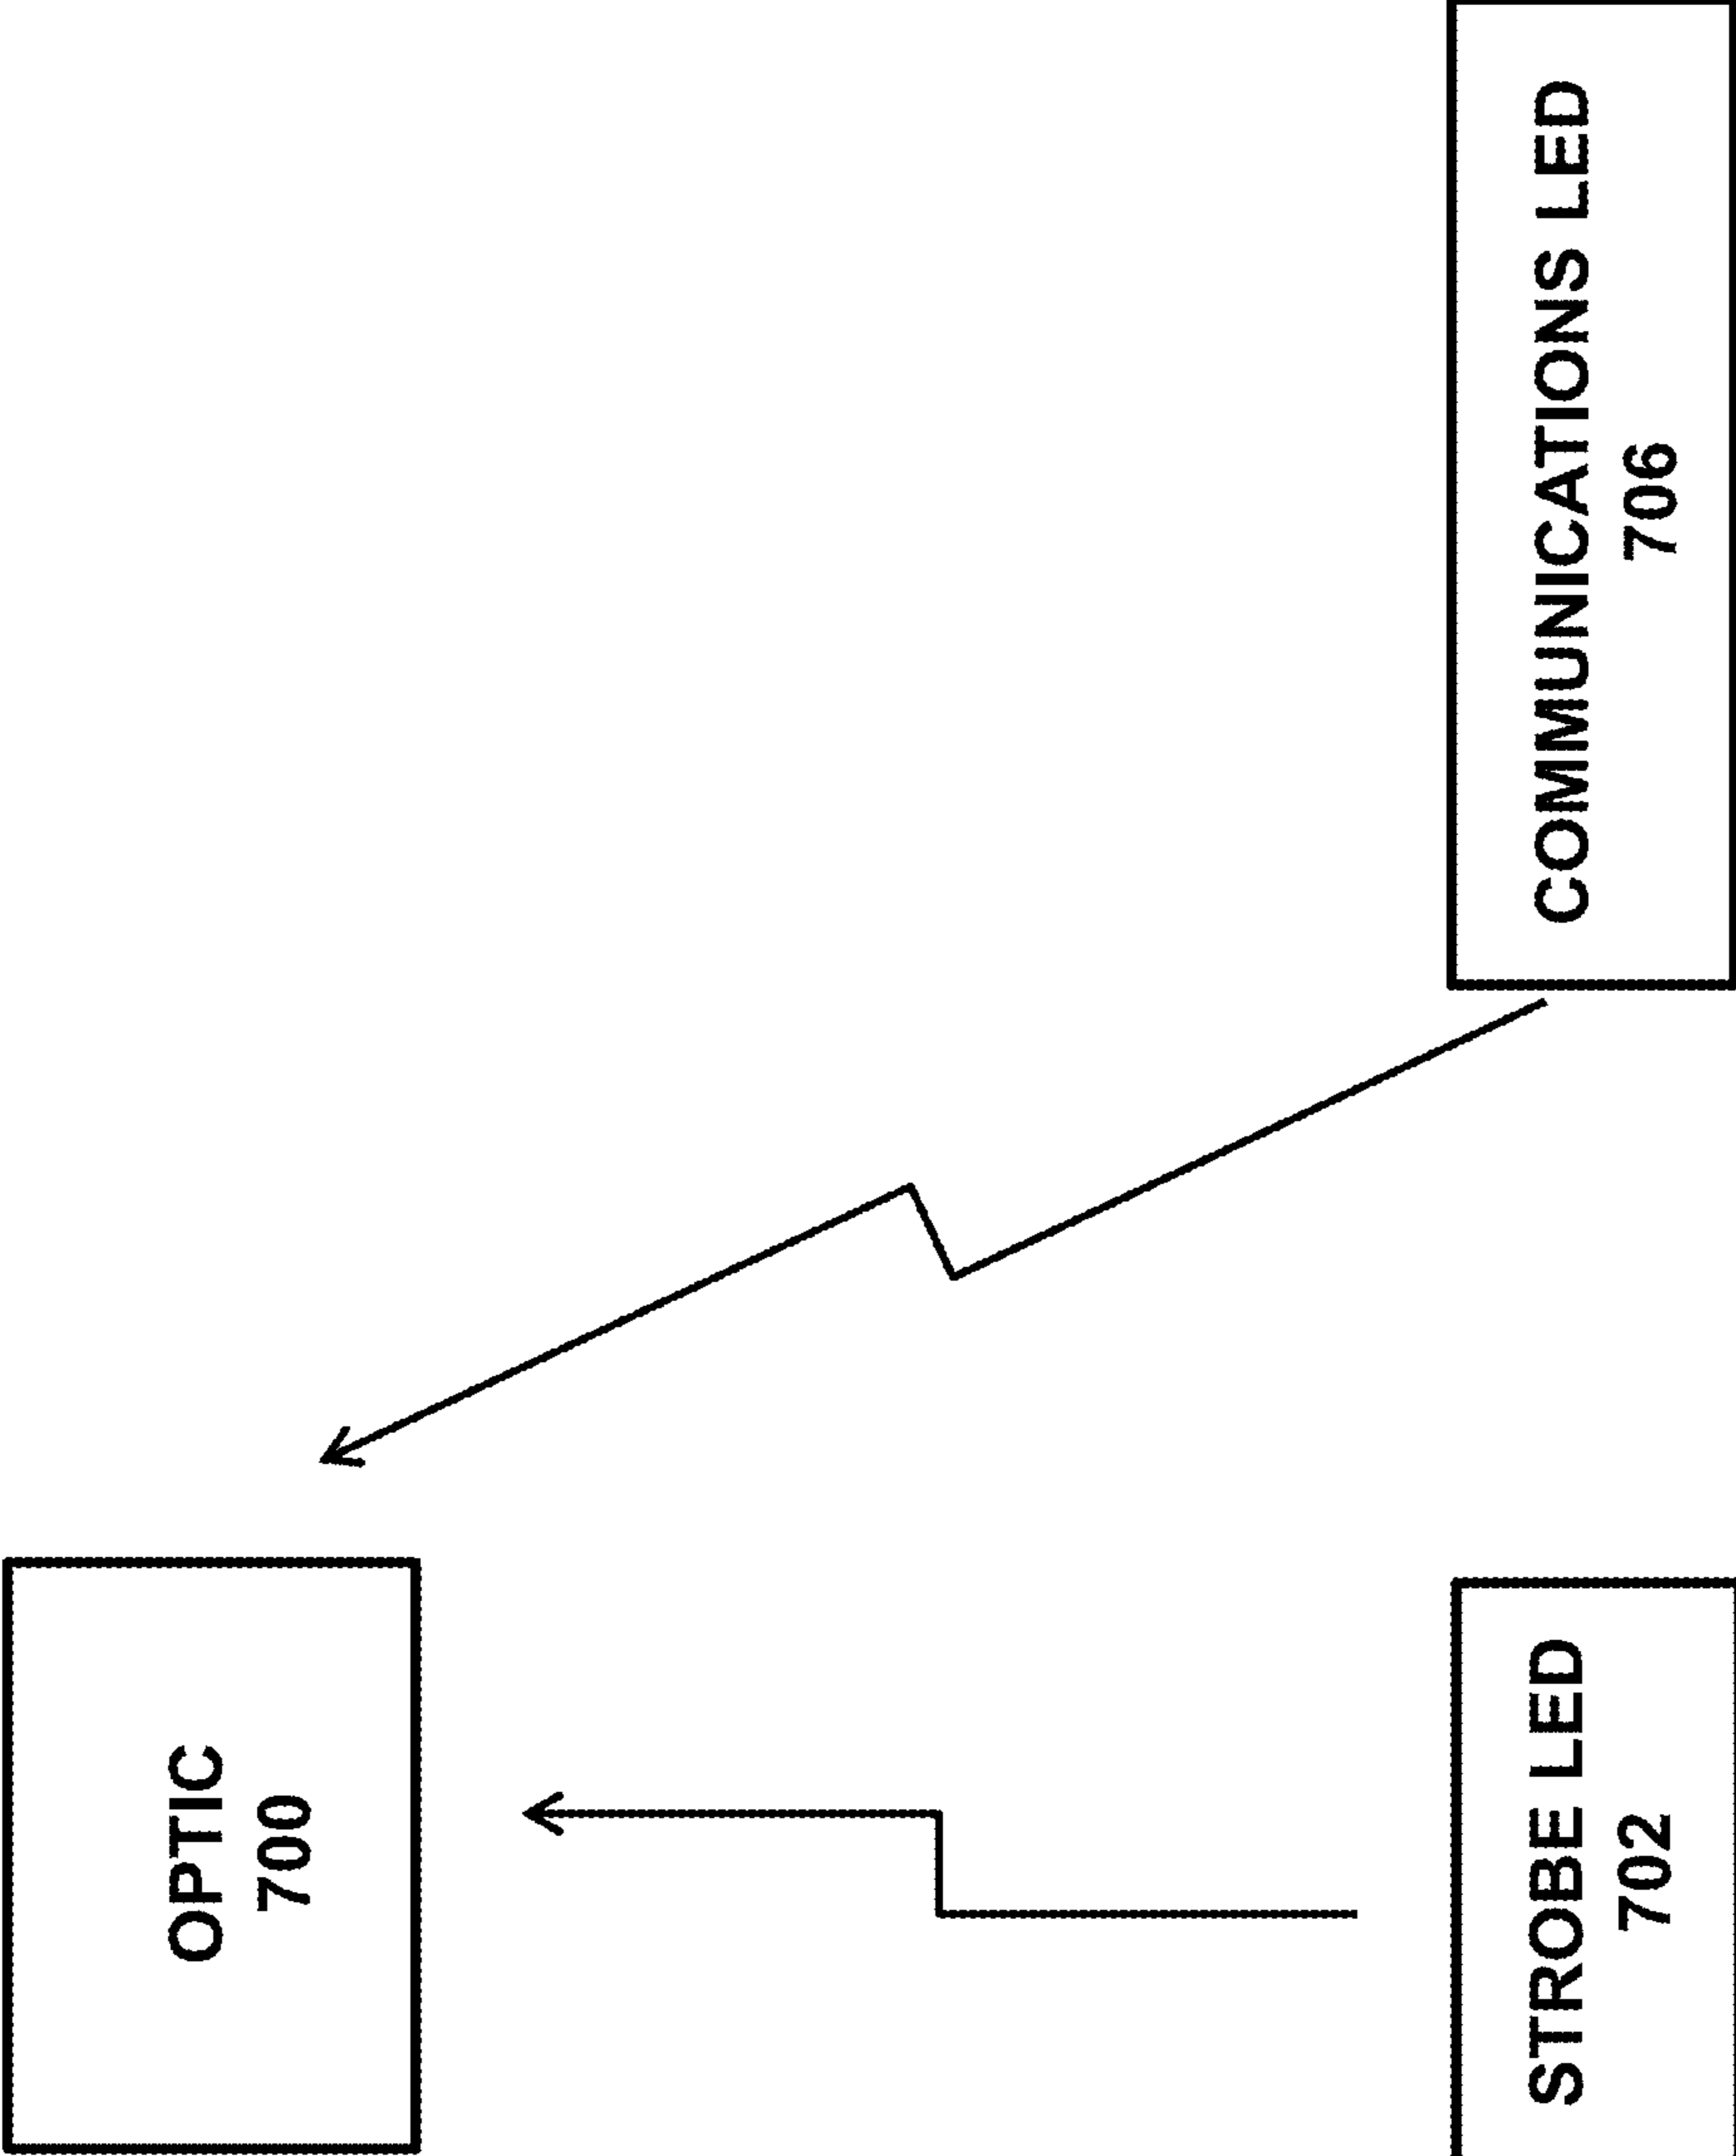 OPTIC
700
STROBE LED
702
COMMUNICATIONS LED
706